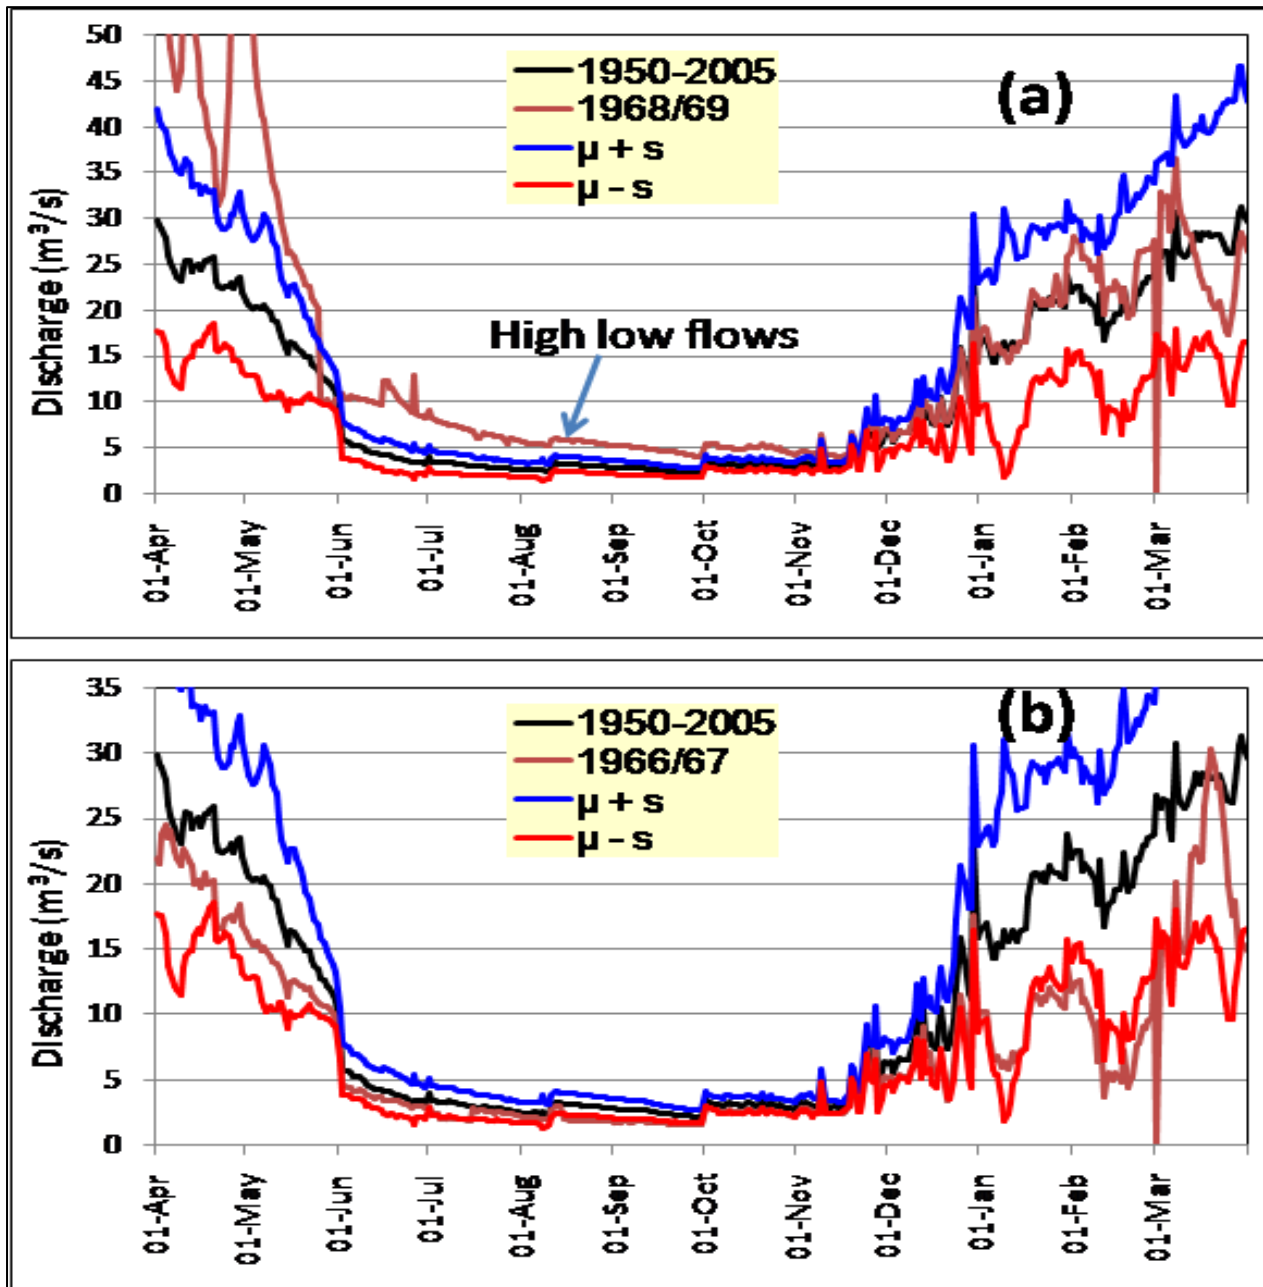 50
45
40
35
30
25
20
15
10
5
0
Discharge (m³/s)
1950-2005
1968/69
µ + s
µ - s
(a)
High low flows
01-Apr
01-May
01-Jun
01-Jul
01-Aug
01-Sep
01-Oct
01-Nov
01-Dec
01-Jan
01-Feb
01-Mar
35
30
25
20
15
10
5
0
Discharge (m³/s)
1950-2005
1966/67
µ + s
µ - s
(b)
01-Apr
01-May
01-Jun
01-Jul
01-Aug
01-Sep
01-Oct
01-Nov
01-Dec
01-Jan
01-Feb
01-Mar